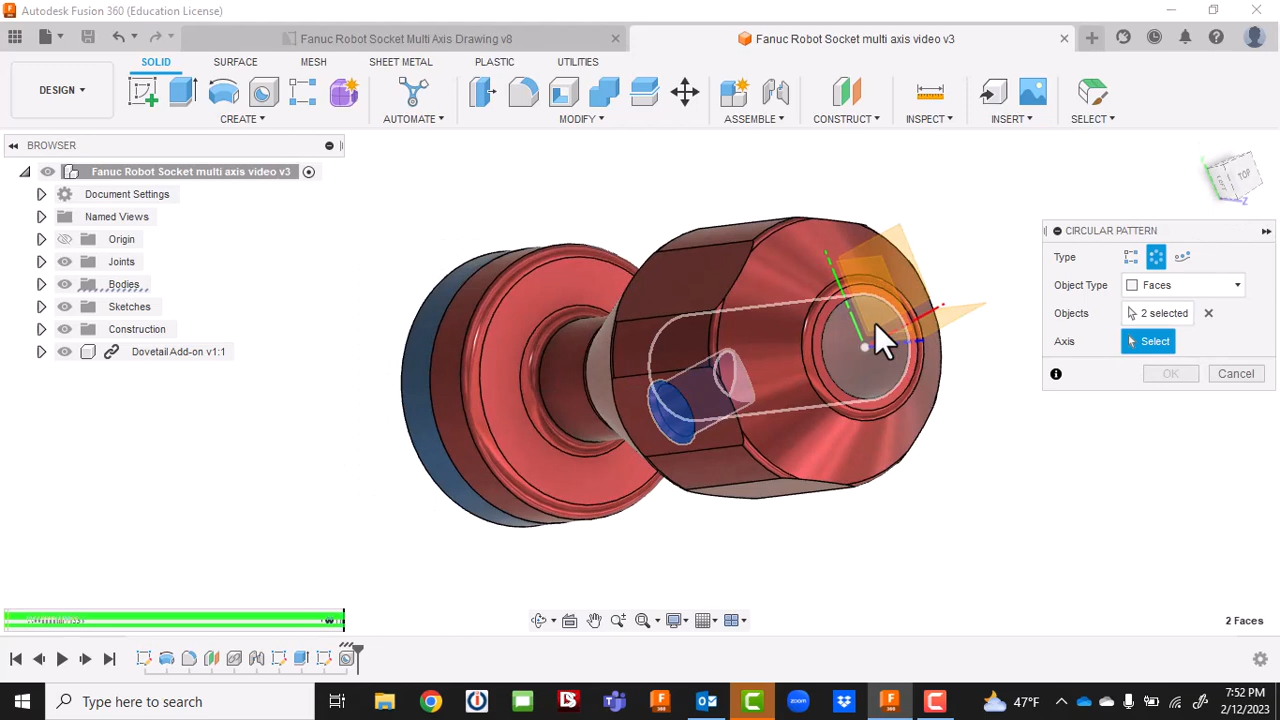 Autodesk Fusion 360 (Education License)
Fanuc Robot Socket Multi Axis Drawing v8
Fanuc Robot Socket multi axis video v3
SOLID
SURFACE
MESH
SHEET METAL
PLASTIC
UTILITIES
DESIGN
CREATE
AUTOMATE
MODIFY
ASSEMBLE
CONSTRUCT
INSPECT
INSERT
SELECT
BROWSER
Fanuc Robot Socket multi axis video v3
Document Settings
Named Views
Origin
Joints
Bodies
Sketches
Construction
Dovetail Add-on v1:1
TOP
LEFT
Z
CIRCULAR PATTERN
Type
Object Type
Faces
Objects
2 selected
Axis
Select
OK
Cancel
2 Faces
Type here to search
47°F
7:52 PM
2/12/2023